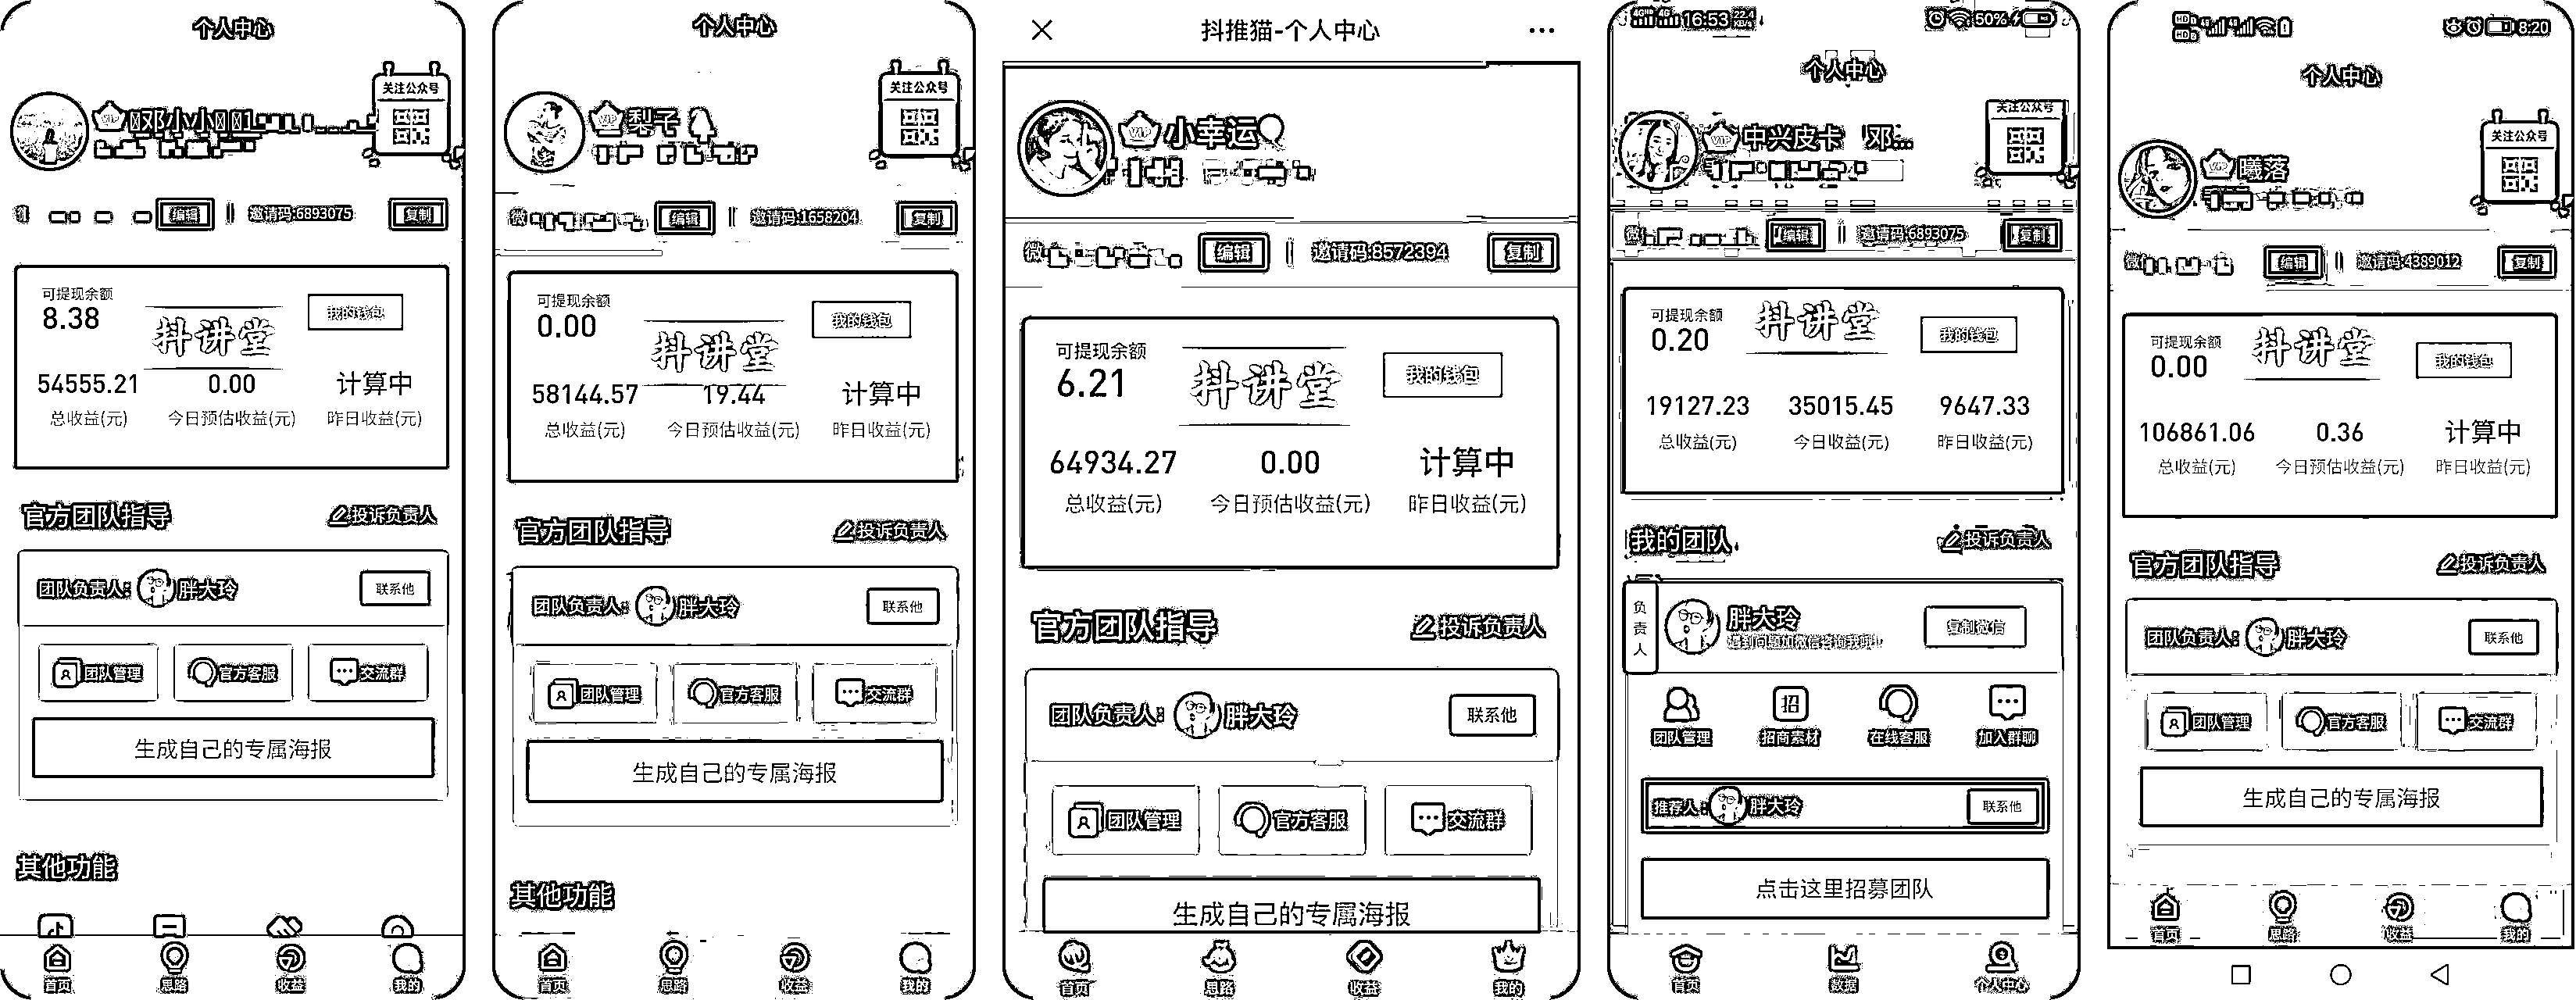 个人中心
关注公众号
VIP
邓小小
编辑
邀请码:6893075
复制
可提现余额
8.38
抖讲堂
我的钱包
54555.21
0.00
计算中
总收益(元)
今日预估收益(元)
昨日收益(元)
官方团队指导
投诉负责人
团队负责人:
胖大玲
联系他
团队管理
官方客服
交流群
生成自己的专属海报
其他功能
首页
思路
收益
我的
个人中心
关注公众号
VIP
梨子
微
编辑
邀请码:1658204
复制
可提现余额
0.00
抖讲堂
我的钱包
58144.57
19.44
计算中
总收益(元)
今日预估收益(元)
昨日收益(元)
官方团队指导
投诉负责人
团队负责人:
胖大玲
联系他
团队管理
官方客服
交流群
生成自己的专属海报
其他功能
首页
思路
收益
我的
抖推猫-个人中心
VIP
小幸运
微
编辑
邀请码:8572394
复制
可提现余额
6.21
抖讲堂
我的钱包
64934.27
0.00
计算中
总收益(元)
今日预估收益(元)
昨日收益(元)
官方团队指导
投诉负责人
团队负责人:
胖大玲
联系他
团队管理
官方客服
交流群
生成自己的专属海报
首页
思路
收益
我的
16:53
50%
个人中心
关注公众号
VIP
中兴皮卡 邓...
微
编辑
邀请码:6893075
复制
可提现余额
0.20
抖讲堂
我的钱包
19127.23
35015.45
9647.33
总收益(元)
今日收益(元)
昨日收益(元)
我的团队
投诉负责人
负责人
胖大玲
遇到问题加微信咨询我哦!
复制微信
团队管理
招商素材
在线客服
加入群聊
推荐人:
胖大玲
联系他
点击这里招募团队
首页
数据
个人中心
8:20
个人中心
关注公众号
VIP
曦落
微
编辑
邀请码:4389012
复制
可提现余额
0.00
抖讲堂
我的钱包
106861.06
0.36
计算中
总收益(元)
今日预估收益(元)
昨日收益(元)
官方团队指导
投诉负责人
团队负责人:
胖大玲
联系他
团队管理
官方客服
交流群
生成自己的专属海报
首页
思路
收益
我的